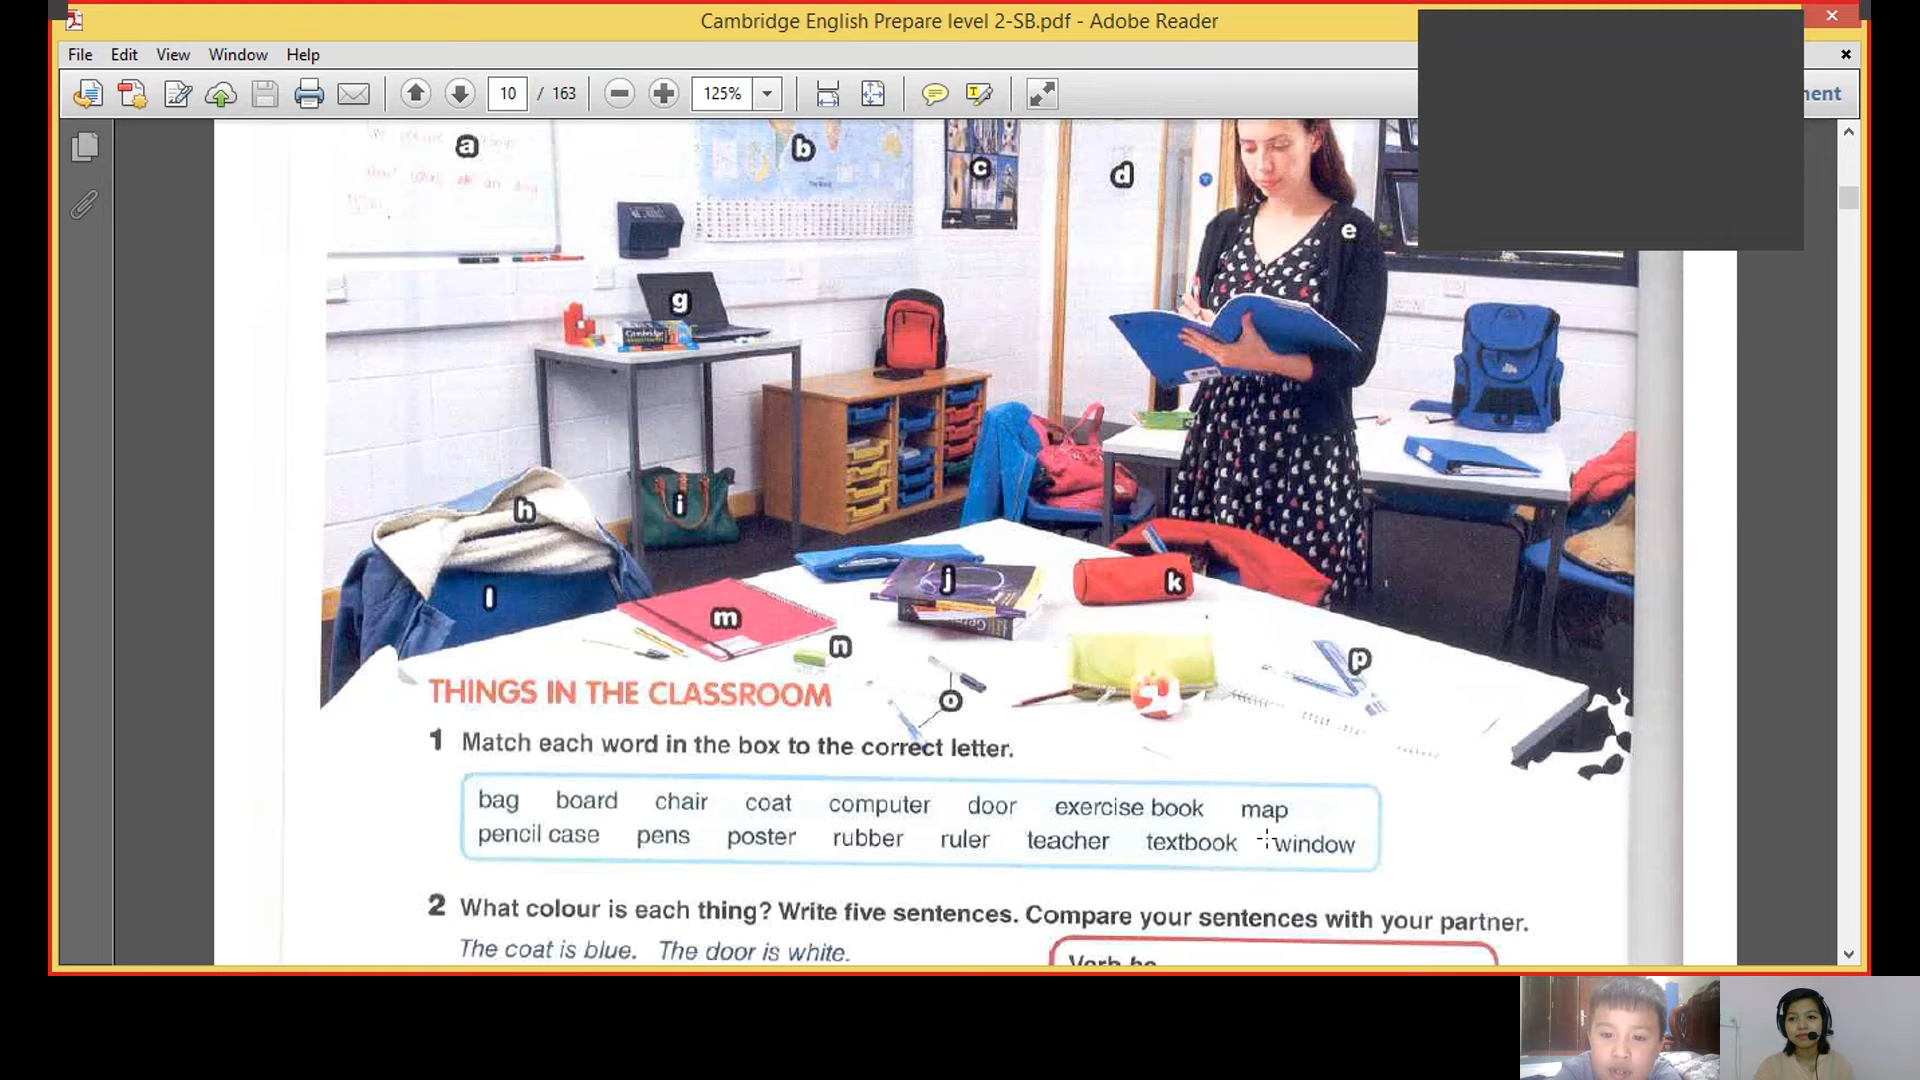 Cambridge English Prepare level 2-SB.pdf - Adobe Reader
File Edit View Window Help
10 / 163 125%
a
b
c
d
e
g
Cambridge
h
i
j
k
l
m
n
o
p
THINGS IN THE CLASSROOM
1 Match each word in the box to the correct letter.
bag board chair coat computer door exercise book map
pencil case pens poster rubber ruler teacher textbook window
2 What colour is each thing? Write five sentences. Compare your sentences with your partner.
The coat is blue. The door is white.
Verb be